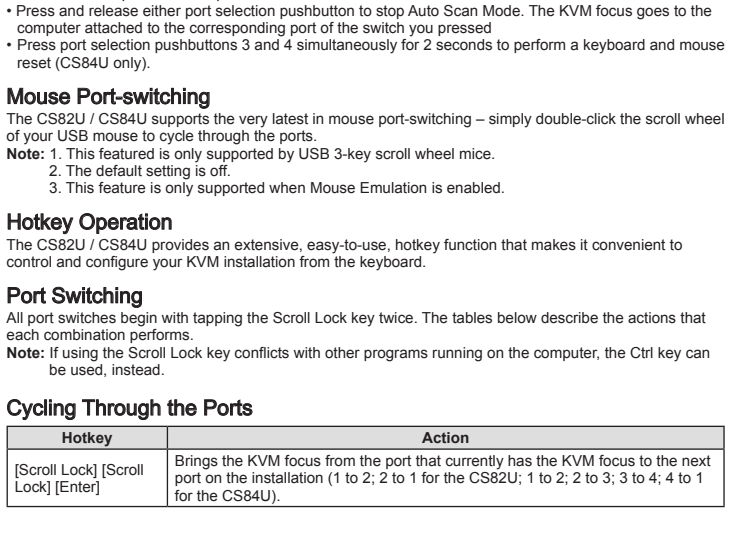 • Press and release either port selection pushbutton to stop Auto Scan Mode. The KVM focus goes to the
computer attached to the corresponding port of the switch you pressed
• Press port selection pushbuttons 3 and 4 simultaneously for 2 seconds to perform a keyboard and mouse
reset (CS84U only).
Mouse Port-switching
The CS82U / CS84U supports the very latest in mouse port-switching – simply double-click the scroll wheel
of your USB mouse to cycle through the ports.
Note: 1. This featured is only supported by USB 3-key scroll wheel mice.
2. The default setting is off.
3. This feature is only supported when Mouse Emulation is enabled.
Hotkey Operation
The CS82U / CS84U provides an extensive, easy-to-use, hotkey function that makes it convenient to
control and configure your KVM installation from the keyboard.
Port Switching
All port switches begin with tapping the Scroll Lock key twice. The tables below describe the actions that
each combination performs.
Note: If using the Scroll Lock key conflicts with other programs running on the computer, the Ctrl key can
be used, instead.
Cycling Through the Ports
Hotkey Action
[Scroll Lock] [Scroll
Lock] [Enter]
Brings the KVM focus from the port that currently has the KVM focus to the next
port on the installation (1 to 2; 2 to 1 for the CS82U; 1 to 2; 2 to 3; 3 to 4; 4 to 1
for the CS84U).